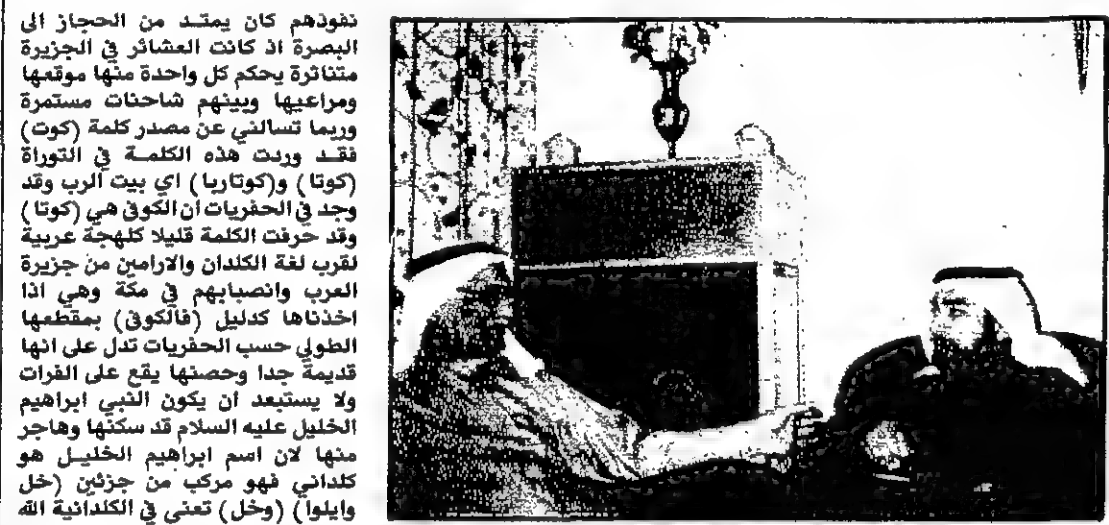 نفوذهم كان يمتد من الحجاز الى
البصرة اذ كانت العشائر في الجزيرة
متناثرة يحكم كل واحدة منها موقعها
ومراعيها وبينهم شاحنات مستمرة
وربما تسالني عن مصدر كلمة (كوت)
فقد وردت هذه الكلمة في التوراة
(كوتا) و(كوتاربا) اي بيت الرب وقد
وجد في الحفريات ان الكوفى هي (كوتا)
وقد حرفت الكلمة قليلا كلهجة عربية
لقرب لغة الكلدان والارامين من جزيرة
العرب وانصبابهم في مكة وهي اذا
اخذناها كدليل (فالكوفى) بمقطعها
الطولي حسب الحفريات تدل على انها
قديمة جدا وحصنها يقع على الفرات
ولا يستبعد ان يكون النبي ابراهيم
الخليل عليه السلام قد سكنها وهاجر
منها لان اسم ابراهيم الخليل هو
كلداني فهو مركب من جزئين (خل
وايلوا) (وخل) تعني في الكلدانية الله